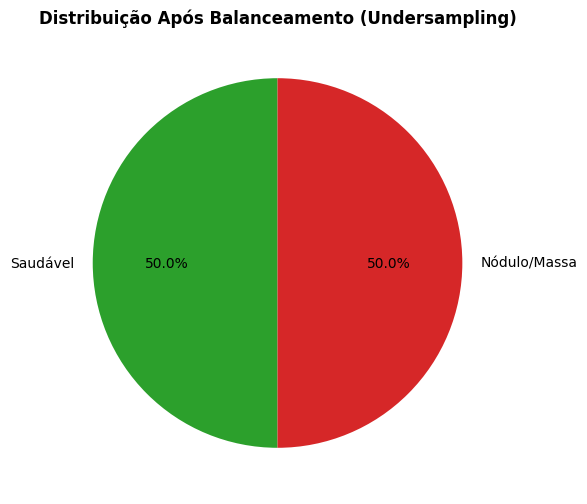 Distribuição Após Balanceamento (Undersampling)
Saudável
50.0%
50.0%
Nódulo/Massa